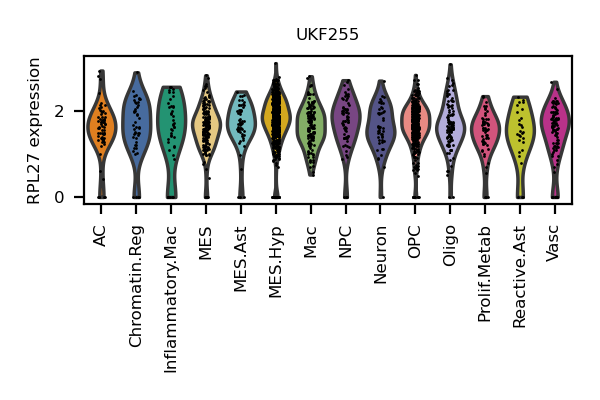 UKF255
RPL27 expression
2
0
AC
Chromatin.Reg
Inflammatory.Mac
MES
MES.Ast
MES.Hyp
Mac
NPC
Neuron
OPC
Oligo
Prolif.Metab
Reactive.Ast
Vasc